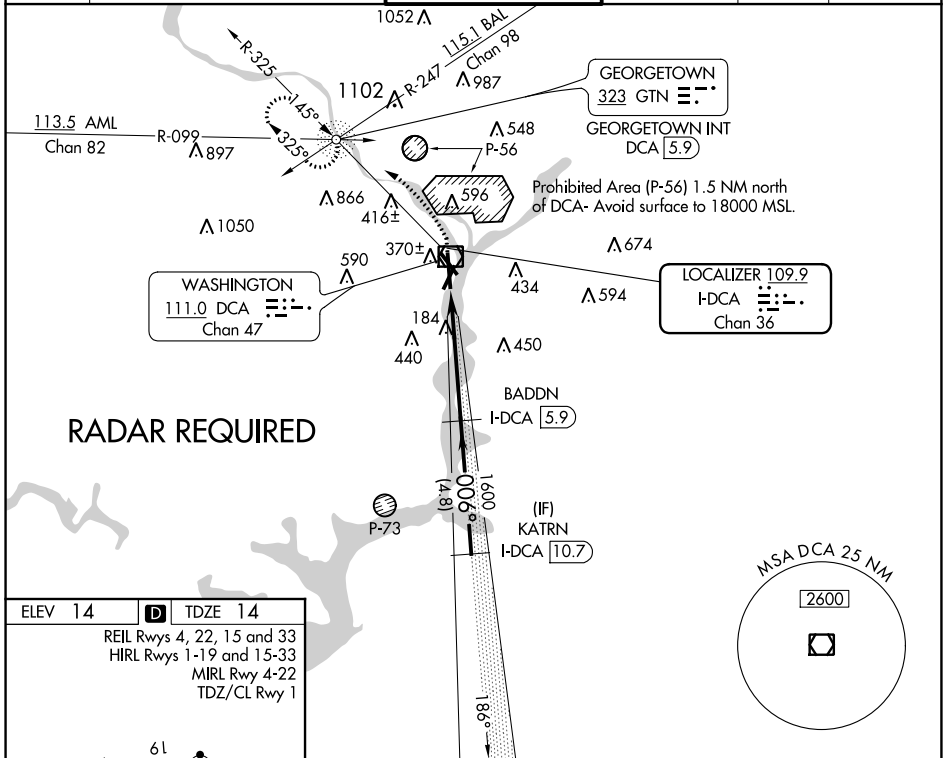 1052
115.1 BAL
Chan 98
R-247
R-325
1102
987
GEORGETOWN
323 GTN
GEORGETOWN INT
DCA 5.9
145°
325°
113.5 AML
Chan 82
R-099
897
548
P-56
Prohibited Area (P-56) 1.5 NM north
of DCA- Avoid surface to 18000 MSL.
866
416±
596
1050
674
370±
590
434
594
WASHINGTON
111.0 DCA
Chan 47
LOCALIZER 109.9
I-DCA
Chan 36
184
440
450
BADDN
I-DCA 5.9
RADAR REQUIRED
1600
006°
(4.8)
P-73
(IF)
KATRN
I-DCA 10.7
MSA DCA 25 NM
2600
186°
ELEV 14 D TDZE 14
REIL Rwys 4, 22, 15 and 33
HIRL Rwys 1-19 and 15-33
MIRL Rwy 4-22
TDZ/CL Rwy 1
19